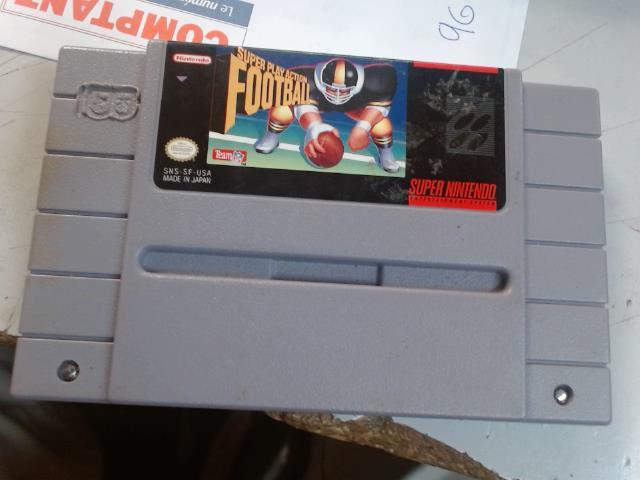 Le numé
COMPTANT
96
Nintendo
SUPER PLAY ACTION
FOOTBALL
Team NFL
SNS-SF-USA
MADE IN JAPAN
SUPER NINTENDO
ENTERTAINMENT SYSTEM